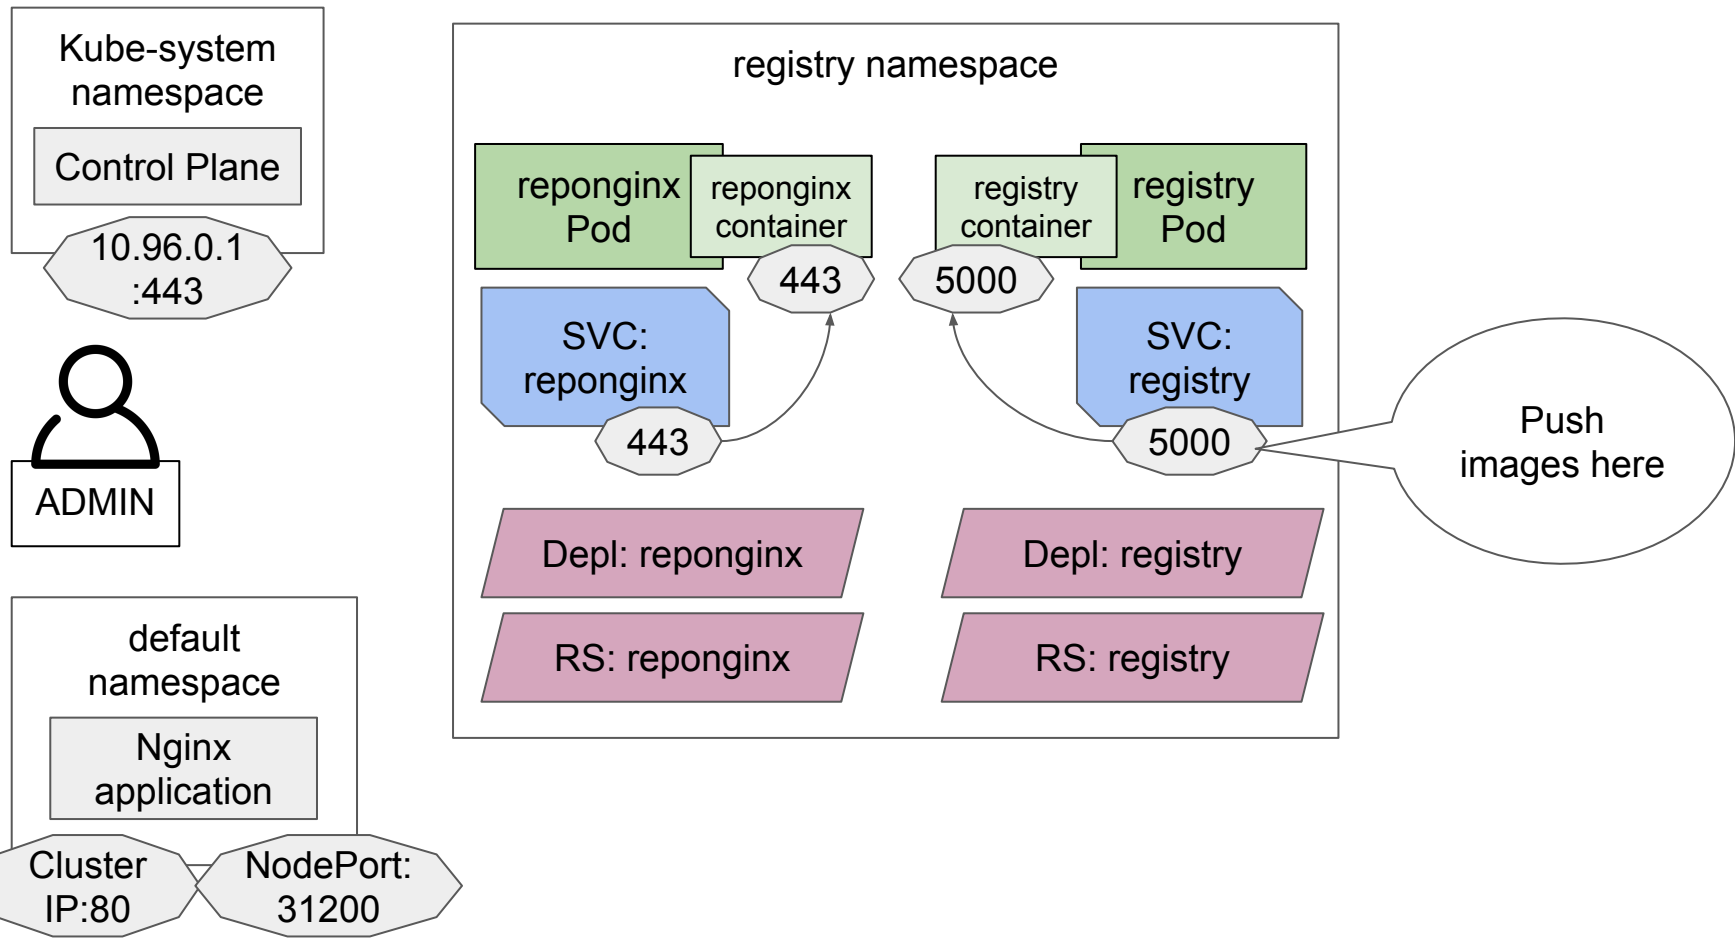 Kube-system
namespace
Control Plane
10.96.0.1
:443
ADMIN
default
namespace
Nginx
application
Cluster
IP:80
NodePort:
31200
registry namespace
reponginx
Pod
reponginx
container
443
registry
container
5000
registry
Pod
SVC:
reponginx
443
SVC:
registry
5000
Depl: reponginx
Depl: registry
RS: reponginx
RS: registry
Push
images here